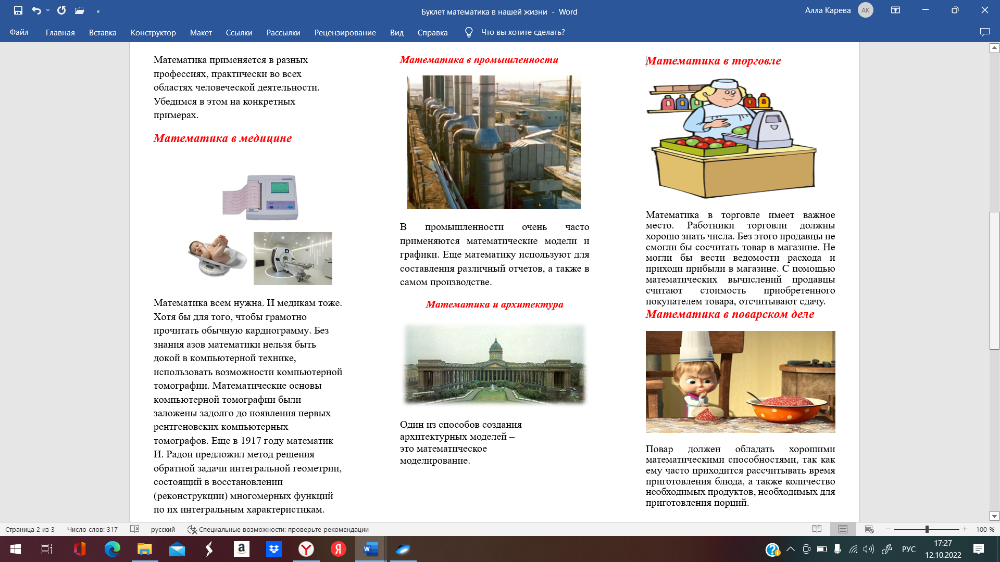 Буклет математика в нашей жизни - Word
Алла Карева
АК
Файл
Главная
Вставка
Конструктор
Макет
Ссылки
Рассылки
Рецензирование
Вид
Справка
Что вы хотите сделать?
Математика применяется в разных
профессиях, практически во всех
областях человеческой деятельности.
Убедимся в этом на конкретных
примерах.
Математика в медицине
Математика всем нужна. И медикам тоже.
Хотя бы для того, чтобы грамотно
прочитать обычную кардиограмму. Без
знания азов математики нельзя быть
докой в компьютерной технике,
использовать возможности компьютерной
томографии. Математические основы
компьютерной томографии были
заложены задолго до появления первых
рентгеновских компьютерных
томографов. Еще в 1917 году математик
И. Радон предложил метод решения
обратной задачи интегральной геометрии,
состоящий в восстановлении
(реконструкции) многомерных функций
по их интегральным характеристикам.
Математика в промышленности
В промышленности очень часто
применяются математические модели и
графики. Еще математику используют для
составления различный отчетов, а также в
самом производстве.
Математика и архитектура
Один из способов создания
архитектурных моделей –
это математическое
моделирование.
Математика в торговле
Математика в торговле имеет важное
место. Работники торговли должны
хорошо знать числа. Без этого продавцы не
смогли бы сосчитать товар в магазине. Не
могли бы вести ведомости расхода и
приходи прибыли в магазине. С помощью
математических вычислений продавцы
считают стоимость приобретенного
покупателем товара, отсчитывают сдачу.
Математика в поварском деле
Повар должен обладать хорошими
математическими способностями, так как
ему часто приходится рассчитывать время
приготовления блюда, а также количество
необходимых продуктов, необходимых для
приготовления порций.
Страница 2 из 3
Число слов: 317
русский
Специальные возможности: проверьте рекомендации
100 %
РУС
17:27
12.10.2022